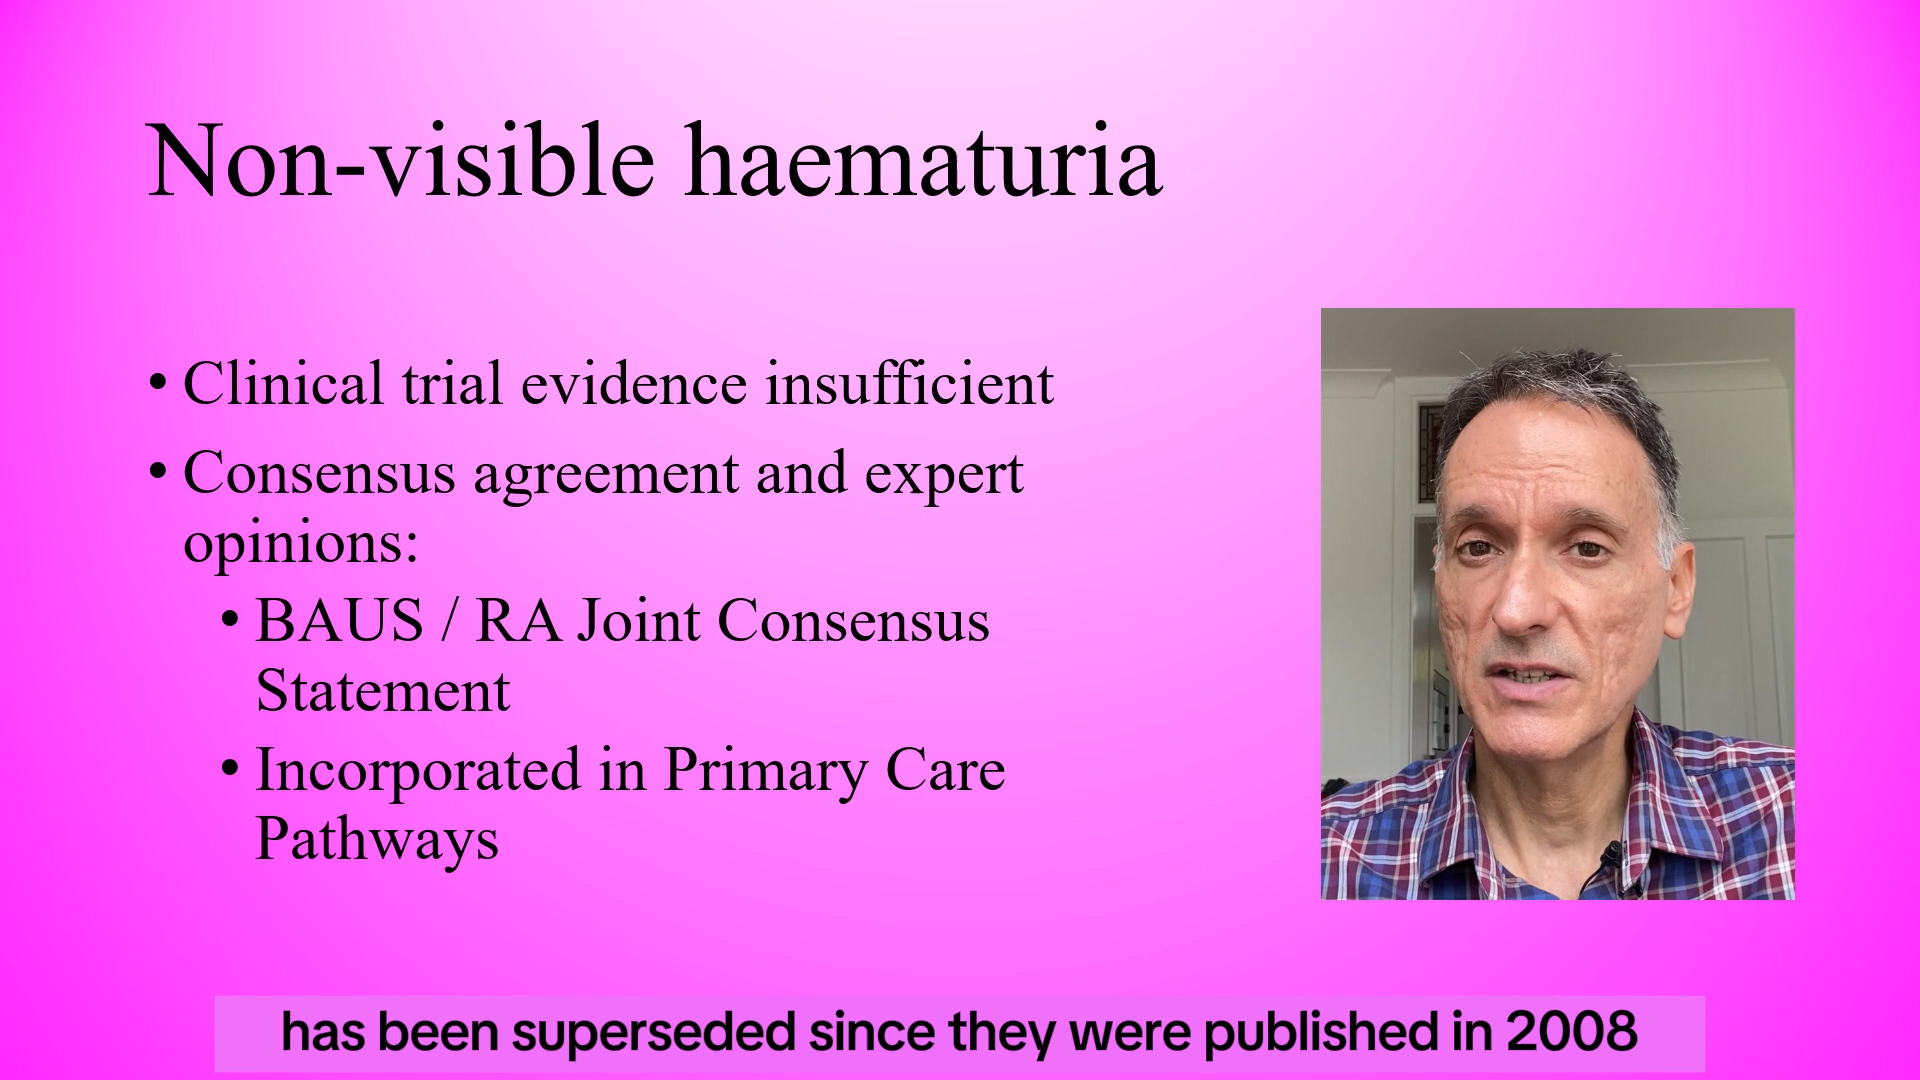 Non-visible haematuria
• Clinical trial evidence insufficient
• Consensus agreement and expert
opinions:
• BAUS / RA Joint Consensus
Statement
• Incorporated in Primary Care
Pathways
has been superseded since they were published in 2008